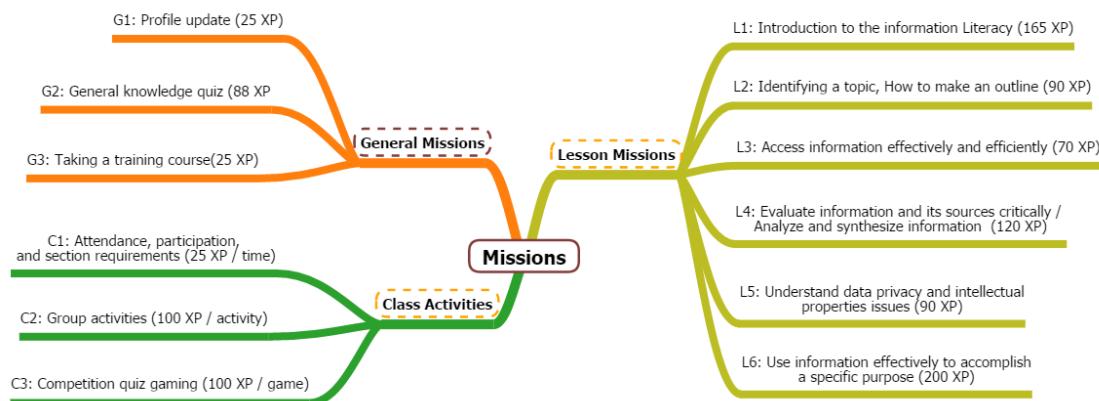 G1: Profile update (25 XP)
G2: General knowledge quiz (88 XP
G3: Taking a training course(25 XP)
General Missions
C1: Attendance, participation,
and section requirements (25 XP / time)
C2: Group activities (100 XP / activity)
C3: Competition quiz gaming (100 XP / game)
Class Activities
Missions
Lesson Missions
L1: Introduction to the information Literacy (165 XP)
L2: Identifying a topic, How to make an outline (90 XP)
L3: Access information effectively and efficiently (70 XP)
L4: Evaluate information and its sources critically /
Analyze and synthesize information (120 XP)
L5: Understand data privacy and intellectual
properties issues (90 XP)
L6: Use information effectively to accomplish
a specific purpose (200 XP)